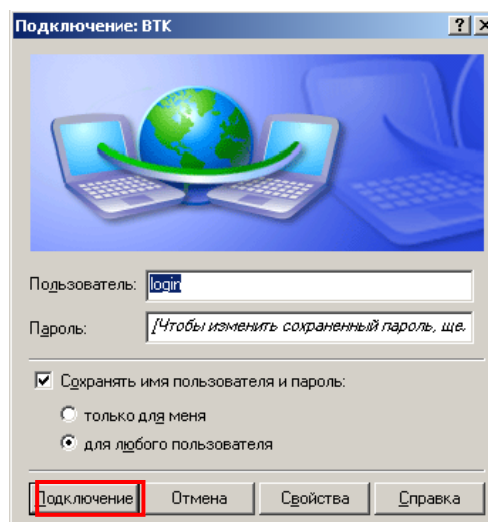 Подключение: ВТК
Пользователь: login
Пароль: [Чтобы изменить сохраненный пароль, ще.
Сохранять имя пользователя и пароль:
только для меня
для любого пользователя
Подключение Отмена Свойства Справка